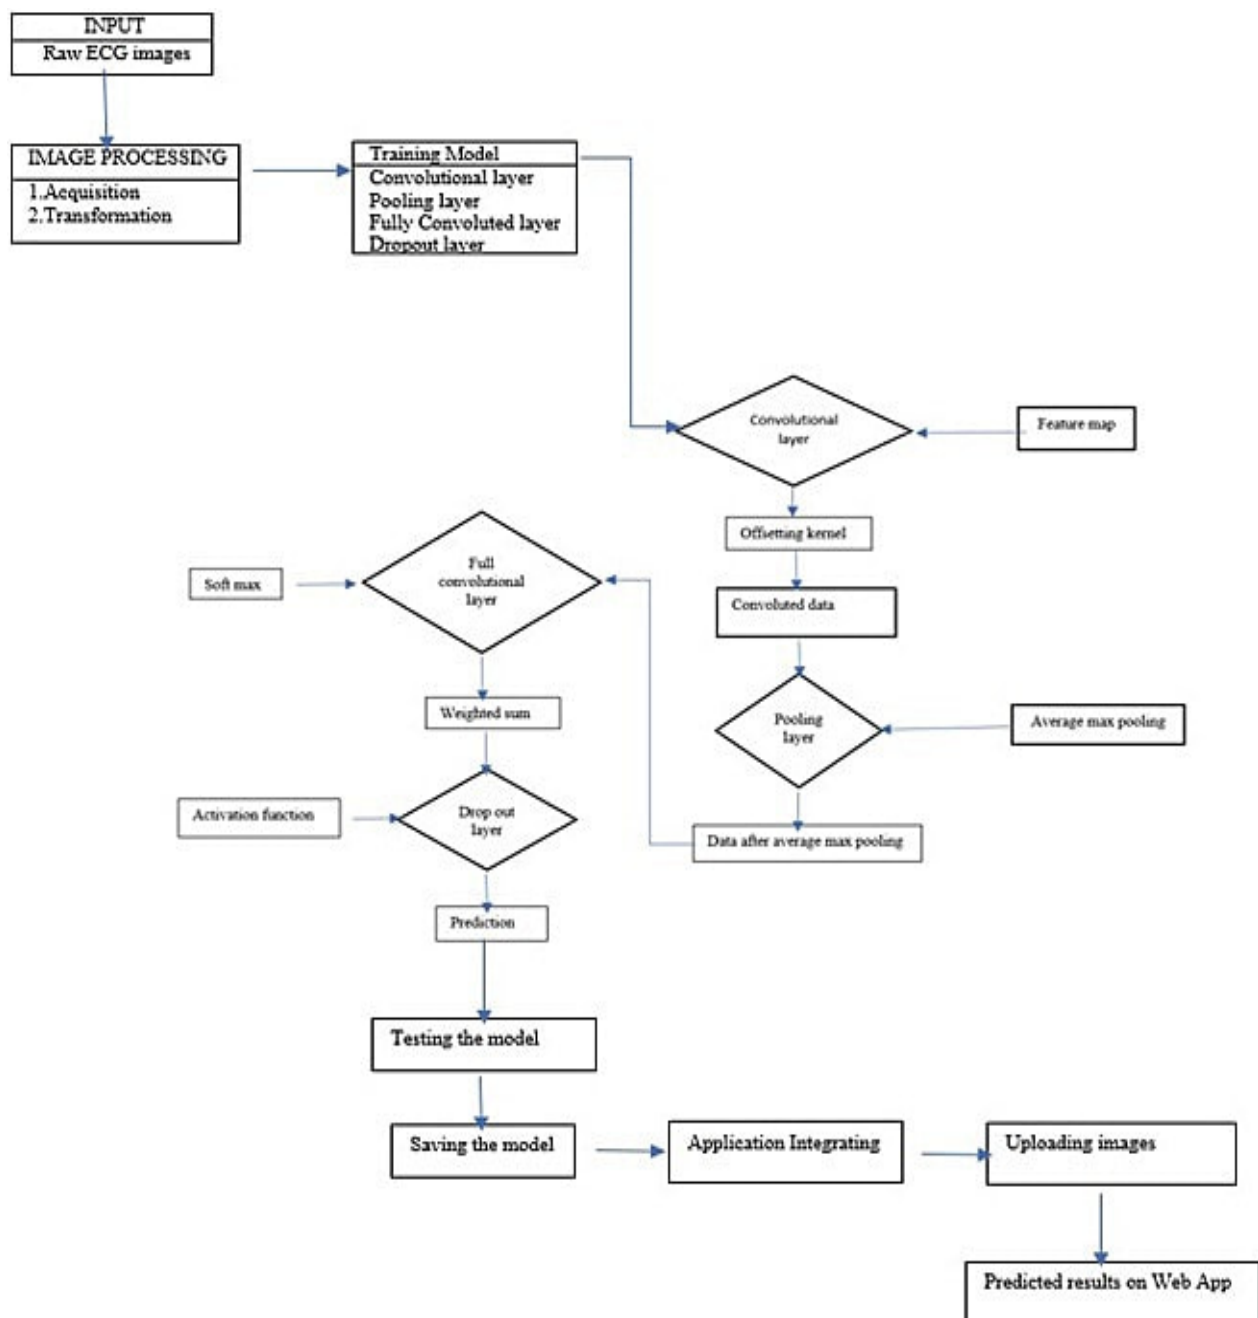 INPUT
Raw ECG images
IMAGE PROCESSING
1.Acquisition
2.Transformation
Training Model
Convolutional layer
Pooling layer
Fully Convoluted layer
Dropout layer
Convolutional
layer
Feature map
Offsetting kernel
Convoluted data
Pooling
layer
Average max pooling
Data after average max pooling
Full
convolutional
layer
Soft max
Weighted sum
Drop out
layer
Activation function
Prediction
Testing the model
Saving the model
Application Integrating
Uploading images
Predicted results on Web App